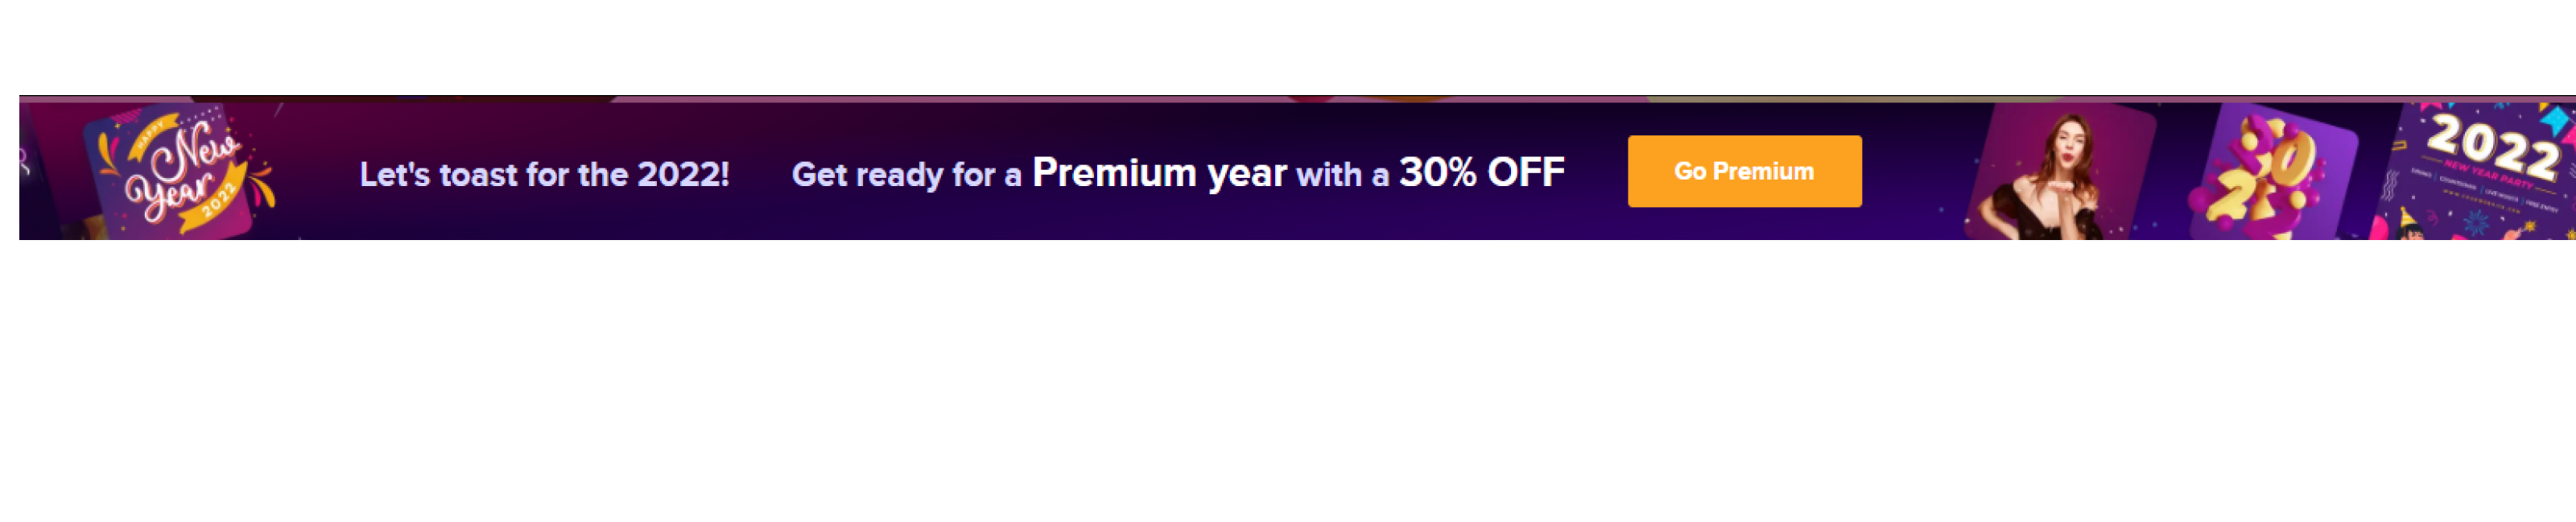 HAPPY
New
Year
2022
Let's toast for the 2022!
Get ready for a Premium year with a 30% OFF
Go Premium
2022
2022
NEW YEAR PARTY